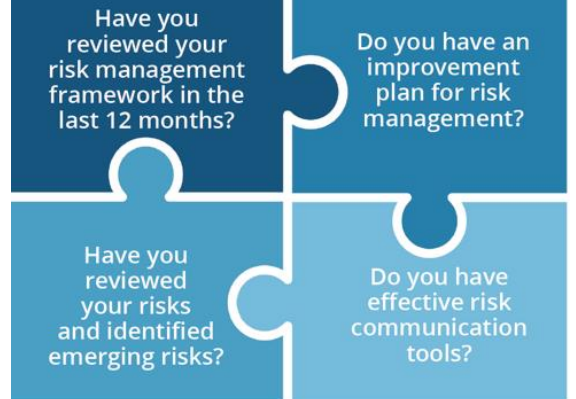 Have you
reviewed your
risk management
framework in the
last 12 months?
Do you have an
improvement
plan for risk
management?
Have you
reviewed
your risks
and identified
emerging risks?
Do you have
effective risk
communication
tools?